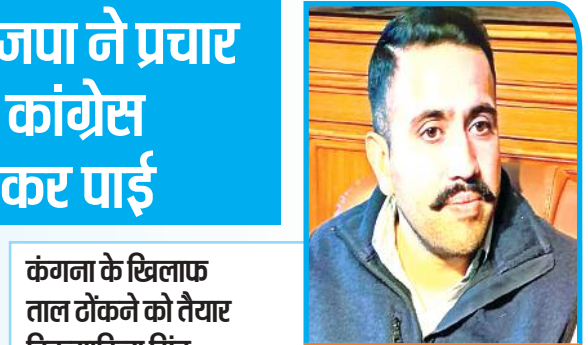 जपा ने प्रचार
कांग्रेस
कर पाई
कंगना के खिलाफ
ताल ठोंकने को तैयार